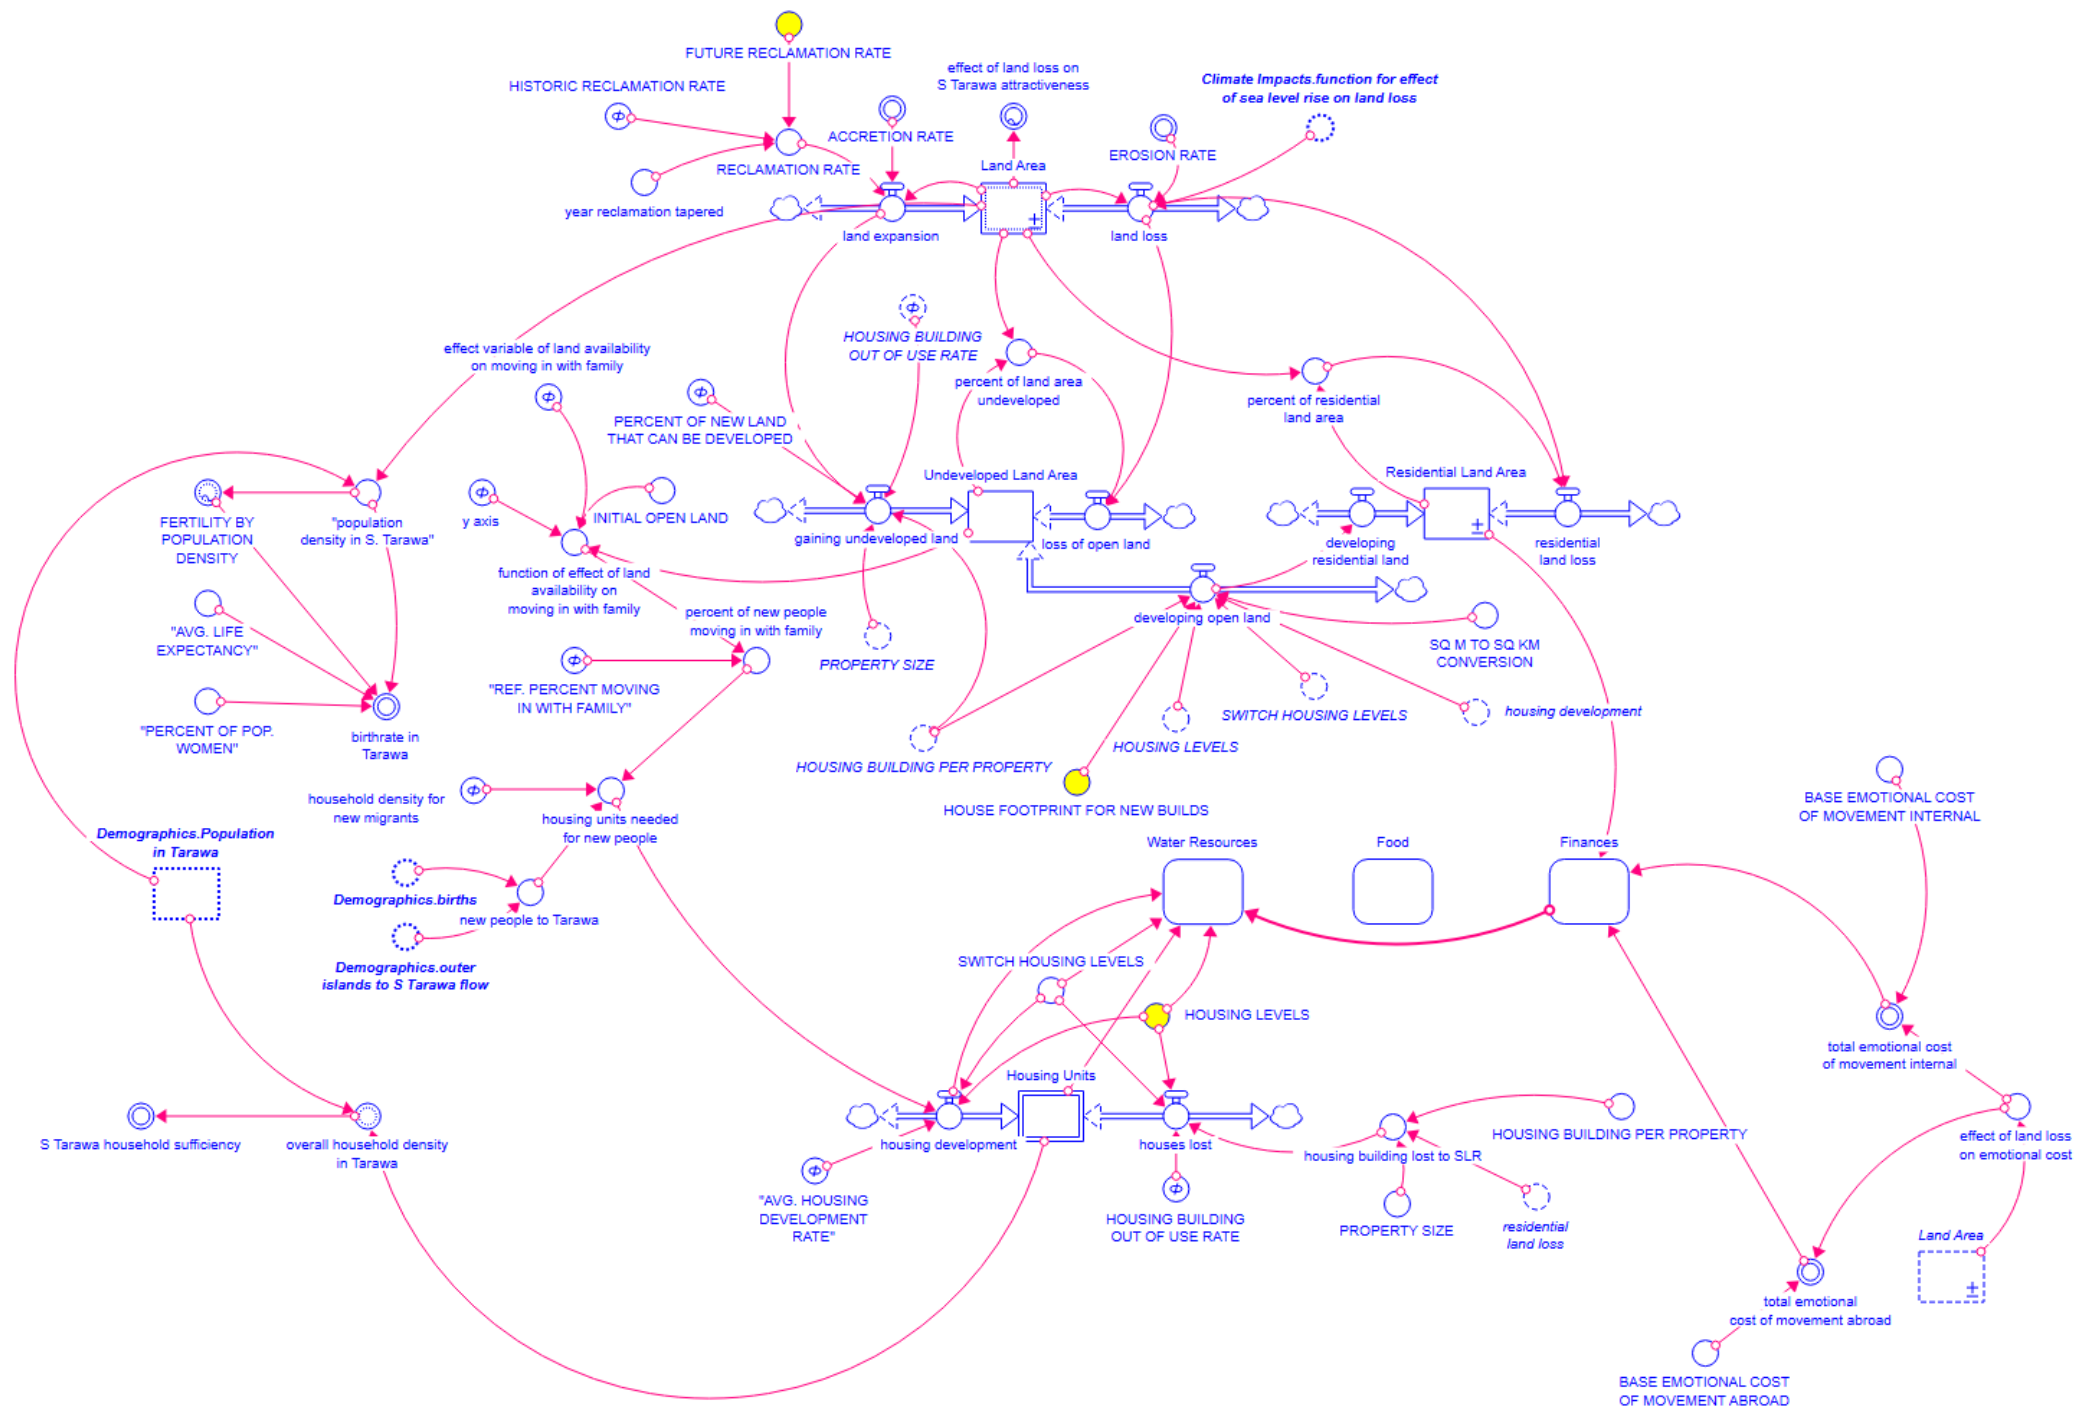 FUTURE RECLAMATION RATE
HISTORIC RECLAMATION RATE
effect of land loss on
S Tarawa attractiveness
Climate Impacts.function for effect
of sea level rise on land loss
ACCRETION RATE
EROSION RATE
RECLAMATION RATE
Land Area
year reclamation tapered
land expansion
land loss
HOUSING BUILDING
OUT OF USE RATE
effect variable of land availability
on moving in with family
percent of land area
undeveloped
percent of residential
land area
PERCENT OF NEW LAND
THAT CAN BE DEVELOPED
Undeveloped Land Area
Residential Land Area
FERTILITY BY
POPULATION
DENSITY
"population
density in S. Tarawa"
y axis
INITIAL OPEN LAND
gaining undeveloped land
loss of open land
developing
residential land
residential
land loss
function of effect of land
availability on
moving in with family
percent of new people
moving in with family
developing open land
"AVG. LIFE
EXPECTANCY"
PROPERTY SIZE
SQ M TO SQ KM
CONVERSION
"REF. PERCENT MOVING
IN WITH FAMILY"
SWITCH HOUSING LEVELS
housing development
"PERCENT OF POP.
WOMEN"
birthrate in
Tarawa
HOUSING LEVELS
HOUSING BUILDING PER PROPERTY
HOUSE FOOTPRINT FOR NEW BUILDS
BASE EMOTIONAL COST
OF MOVEMENT INTERNAL
household density for
new migrants
housing units needed
for new people
Demographics.Population
in Tarawa
Water Resources
Food
Finances
Demographics.births
new people to Tarawa
Demographics.outer
islands to S Tarawa flow
SWITCH HOUSING LEVELS
HOUSING LEVELS
total emotional cost
of movement internal
Housing Units
S Tarawa household sufficiency
overall household density
in Tarawa
housing development
houses lost
housing building lost to SLR
HOUSING BUILDING PER PROPERTY
effect of land loss
on emotional cost
"AVG. HOUSING
DEVELOPMENT
RATE"
HOUSING BUILDING
OUT OF USE RATE
PROPERTY SIZE
residential
land loss
Land Area
total emotional
cost of movement abroad
BASE EMOTIONAL COST
OF MOVEMENT ABROAD